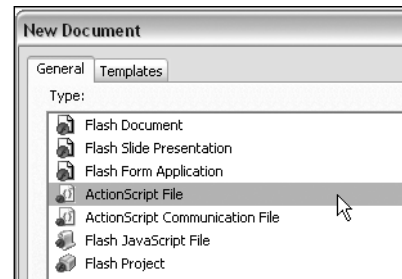 New Document
General Templates
Type:
Flash Document
Flash Slide Presentation
Flash Form Application
ActionScript File
ActionScript Communication File
Flash JavaScript File
Flash Project